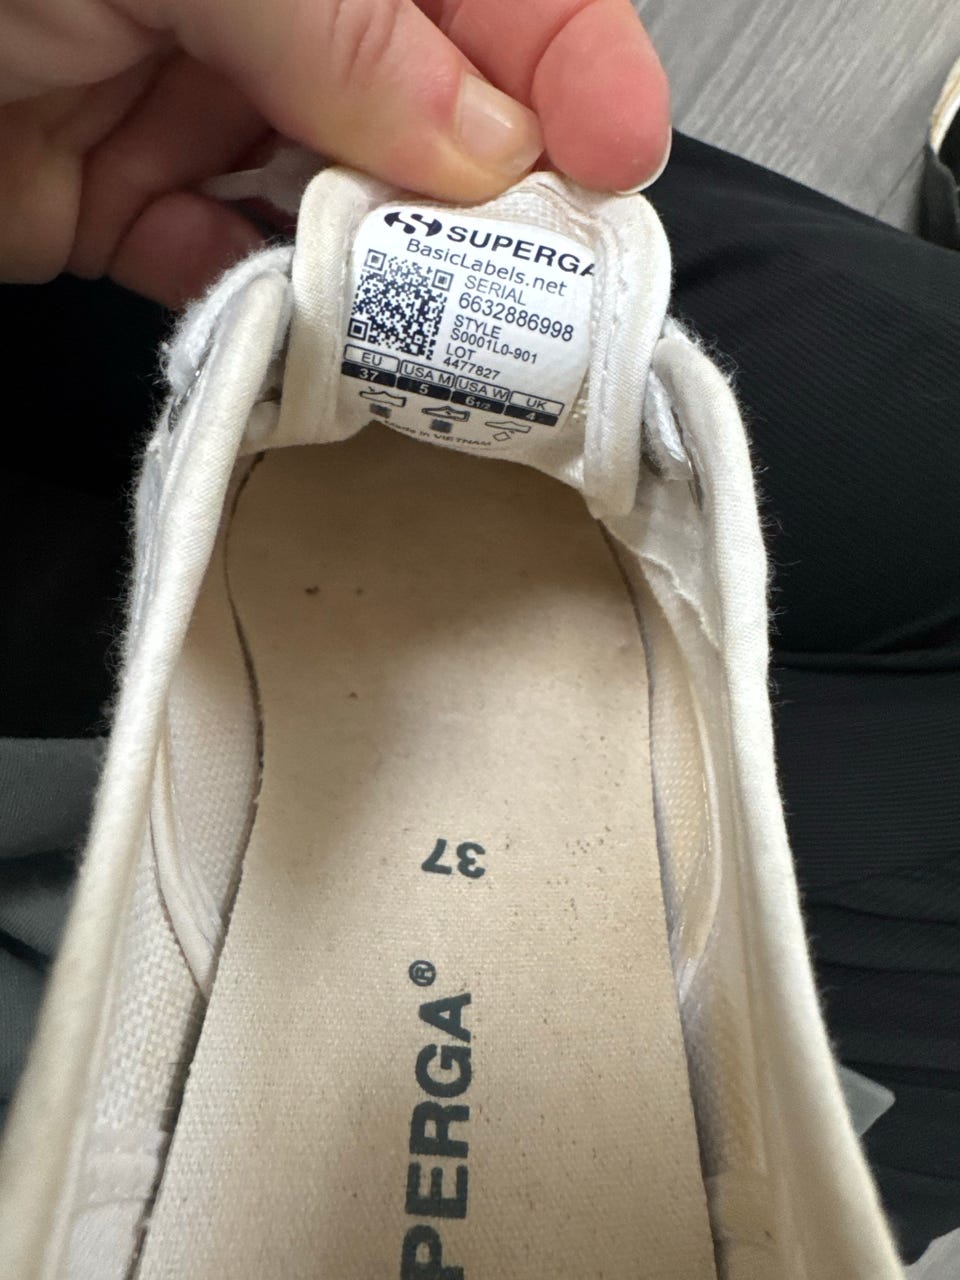 SUPERGA
BasicLabels.net
SERIAL
6632886998
STYLE
S0001L0-901
LOT
4477827
EU USA M USA W UK
37 5 6 1/2 4
Made in VIETNAM
37
PERGA®